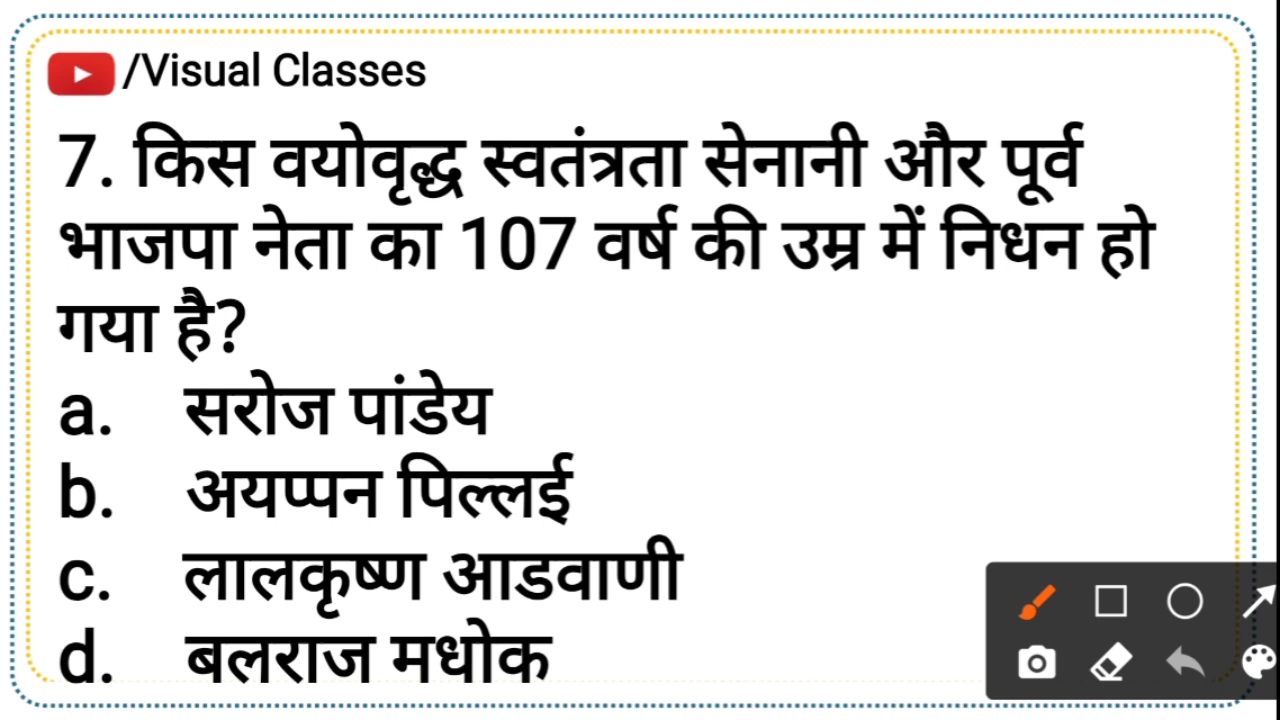 /Visual Classes
7. किस वयोवृद्ध स्वतंत्रता सेनानी और पूर्व
भाजपा नेता का 107 वर्ष की उम्र में निधन हो
गया है?
a. सरोज पांडेय
b. अयप्पन पिल्लई
c. लालकृष्ण आडवाणी
d. बलराज मधोक